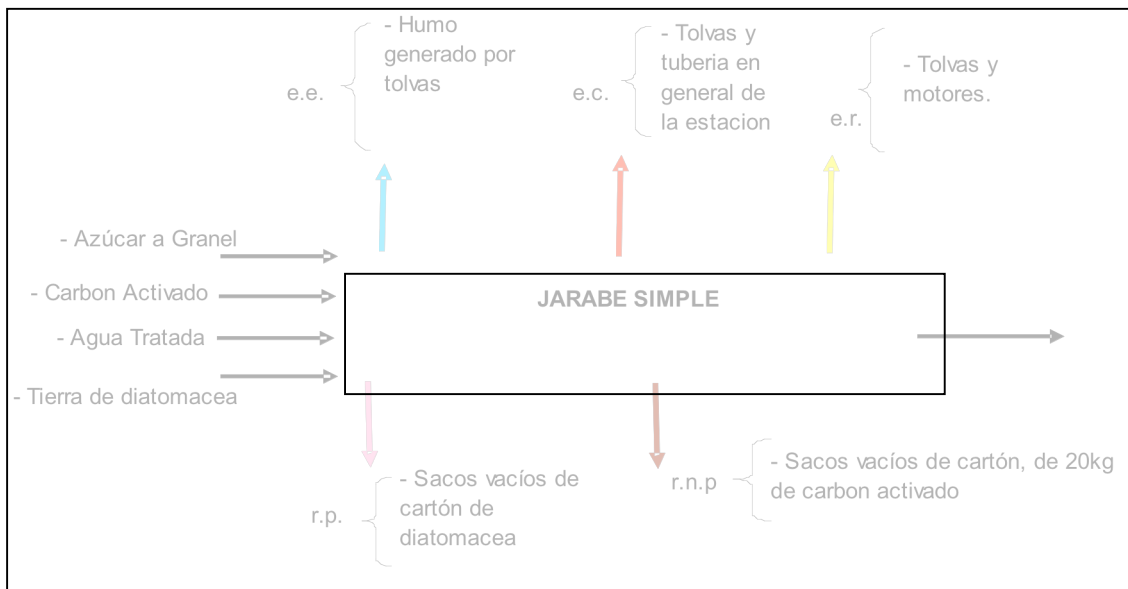 - Humo
generado por
tolvas
e.e.
- Tolvas y
tuberia en
general de
la estacion
e.c.
- Tolvas y
motores.
e.r.
- Azúcar a Granel
- Carbon Activado
- Agua Tratada
- Tierra de diatomacea
JARABE SIMPLE
- Sacos vacíos de
cartón de
diatomacea
r.p.
- Sacos vacíos de cartón, de 20kg
de carbon activado
r.n.p